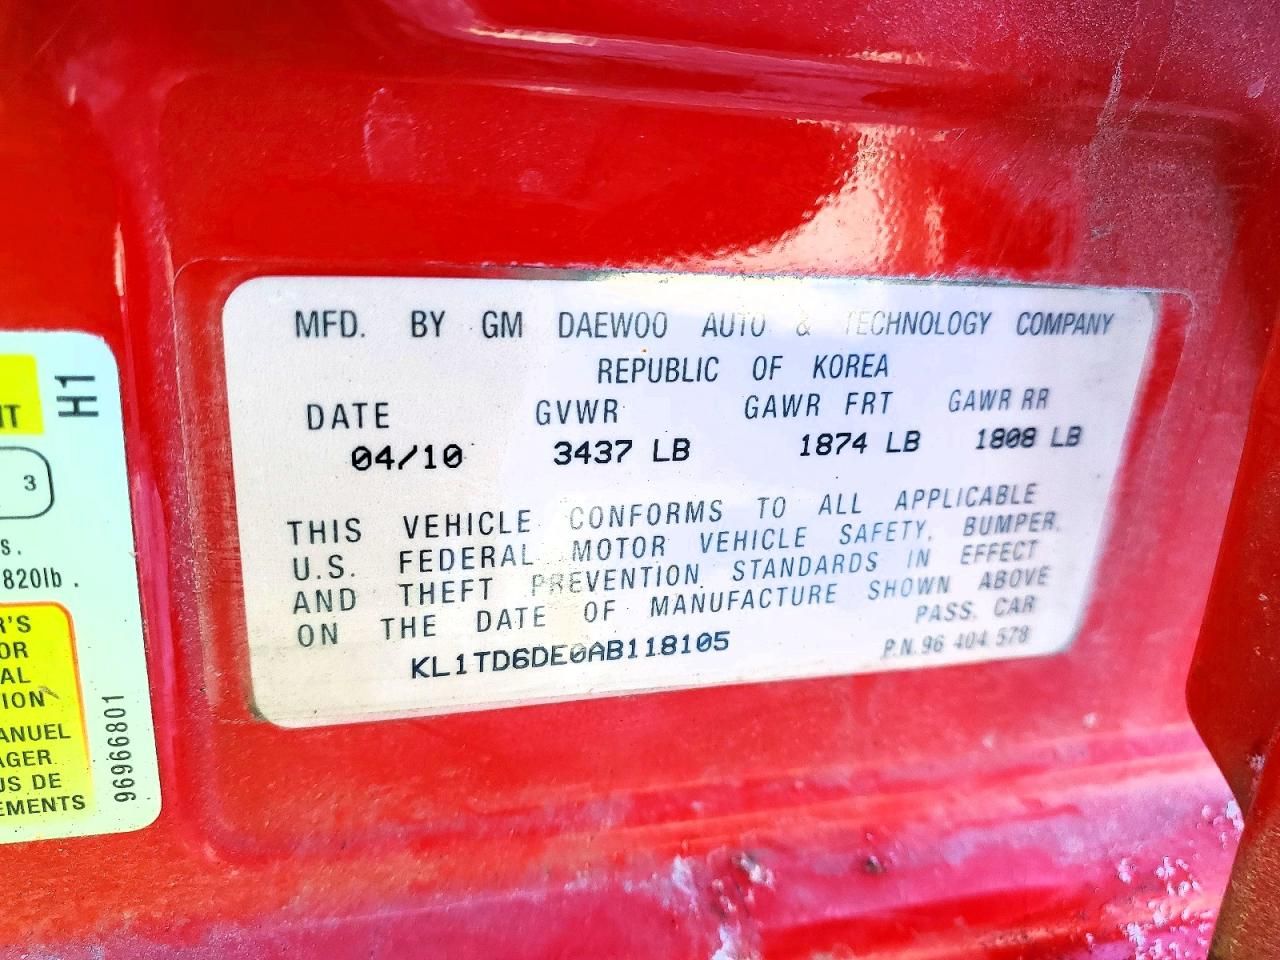 MFD. BY GM DAEWOO AUTO & TECHNOLOGY COMPANY
REPUBLIC OF KOREA
DATE GVWR GAWR FRT GAWR RR
04/10 3437 LB 1874 LB 1808 LB
THIS VEHICLE CONFORMS TO ALL APPLICABLE
U.S. FEDERAL MOTOR VEHICLE SAFETY, BUMPER,
AND THEFT PREVENTION STANDARDS IN EFFECT
ON THE DATE OF MANUFACTURE SHOWN ABOVE
PASS. CAR
KL1TD6DE0AB118105
P.N. 96 404 578
H1
3
S.
820lb.
R'S
OR
AL
ION
ANUEL
AGER
US DE
EMENTS
96966801